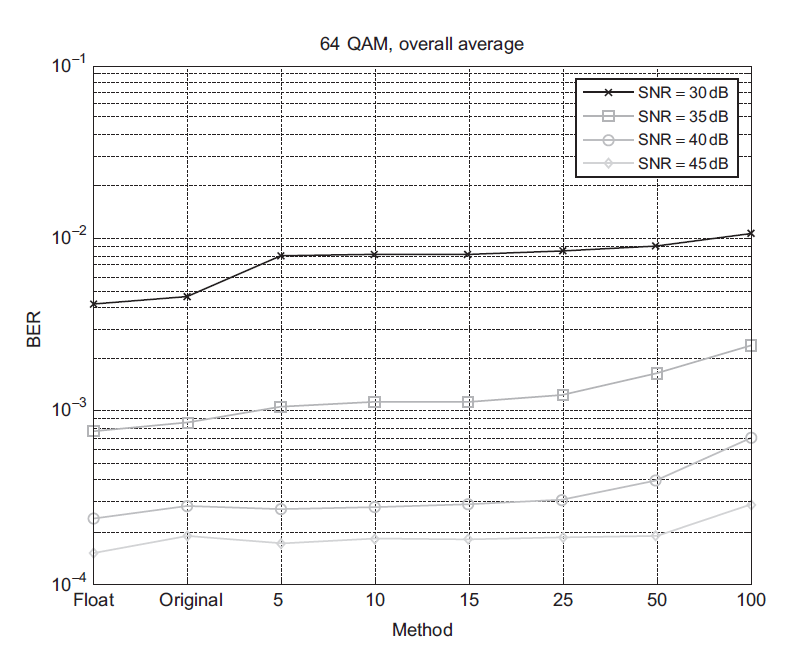 64 QAM, overall average
10−1
SNR = 30 dB
SNR = 35 dB
SNR = 40 dB
SNR = 45 dB
10−2
BER
10−3
10−4
Float Original 5 10 15 25 50 100
Method